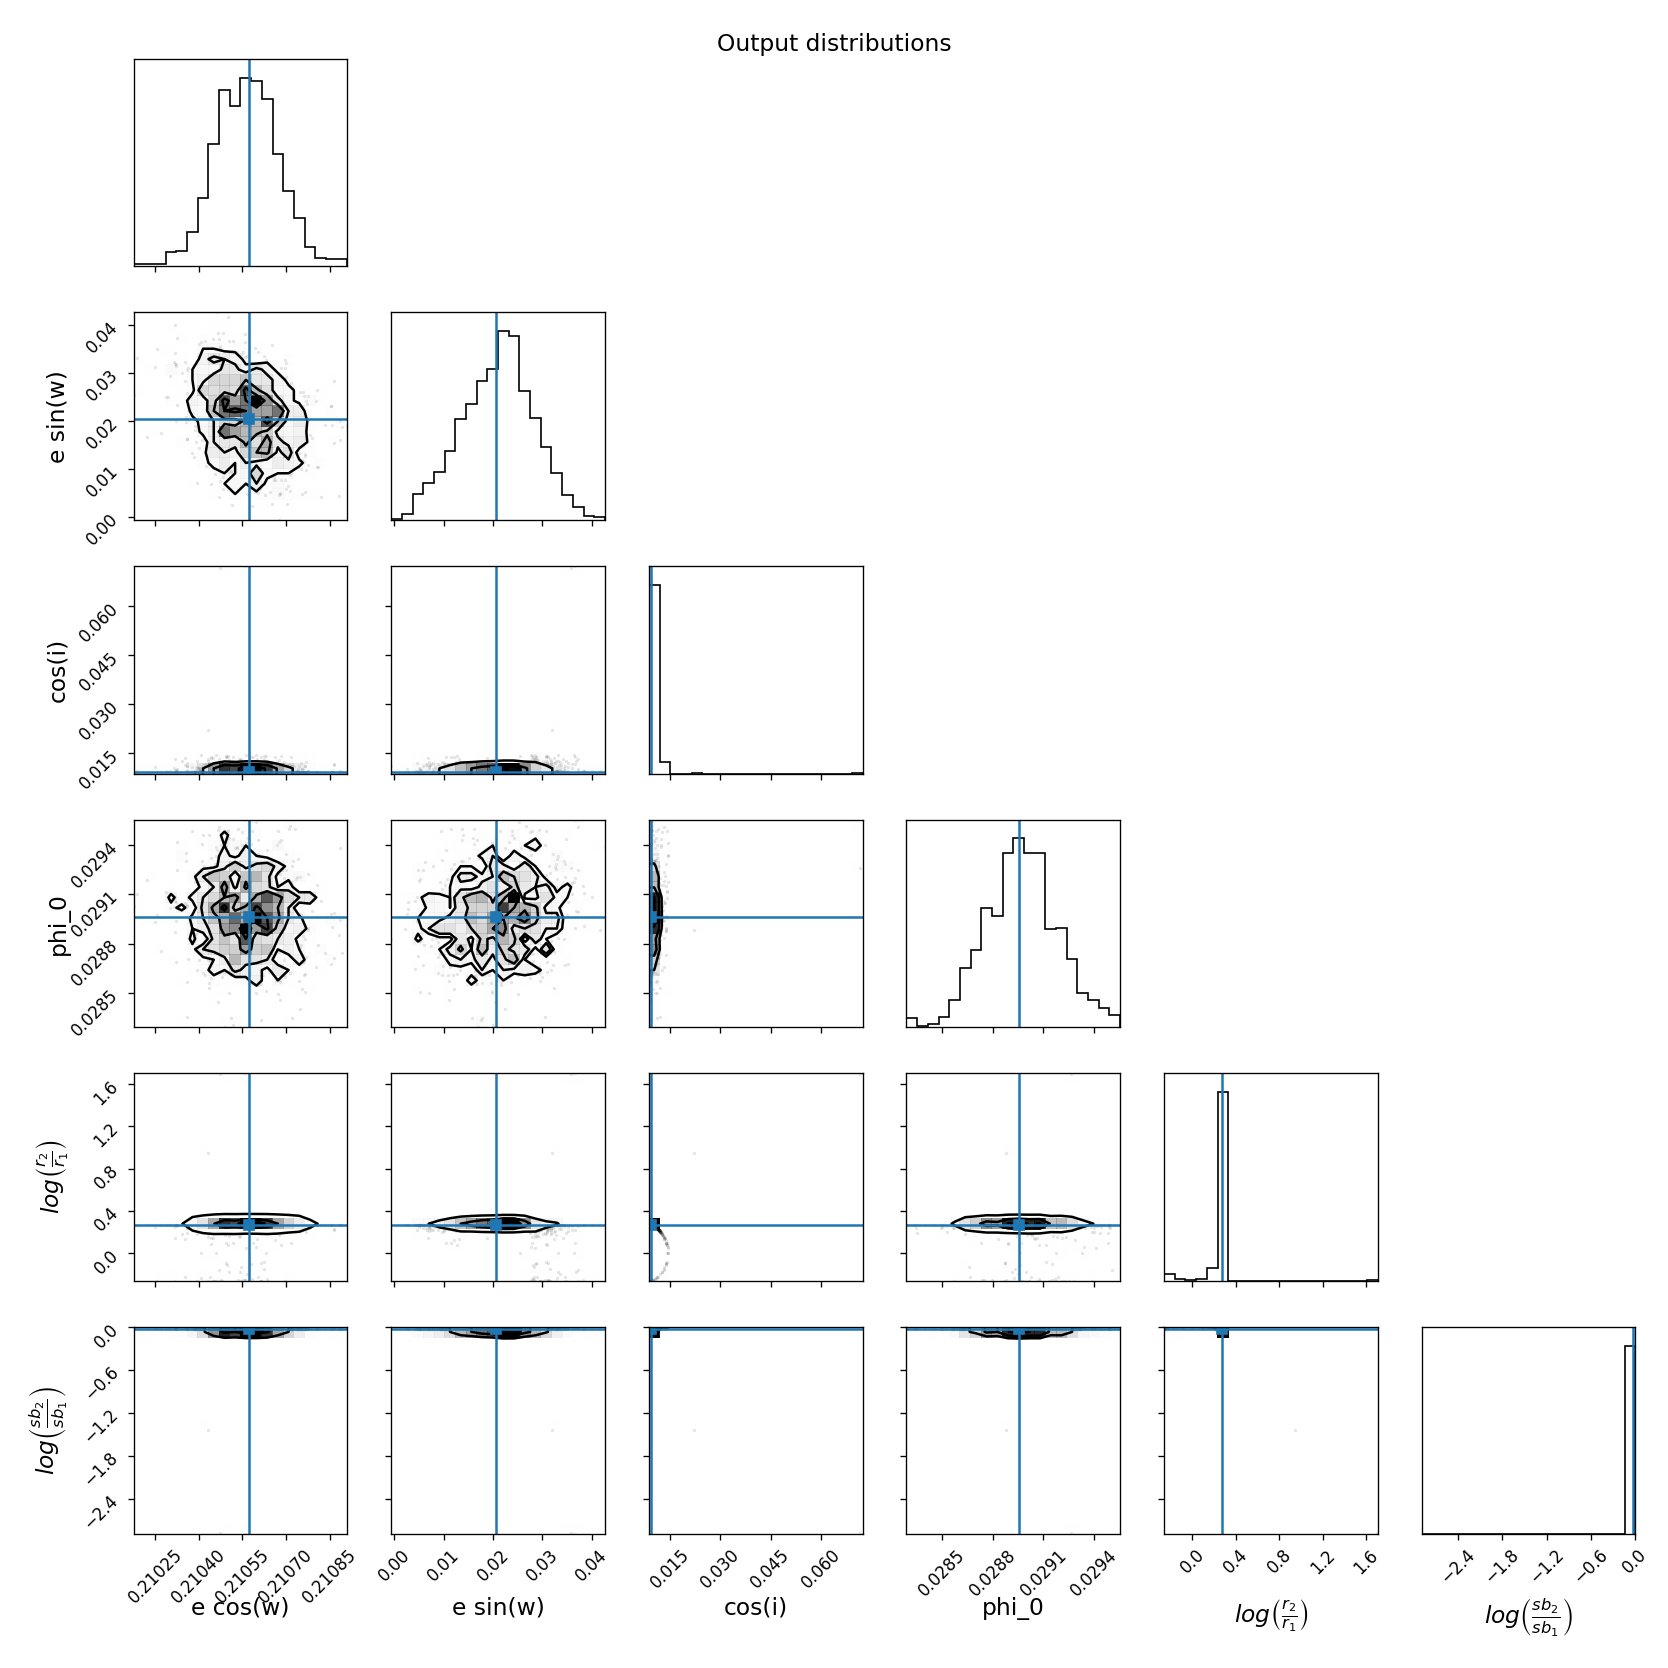 Output distributions
e sin(w)
0.04
0.03
0.02
0.01
0.00
cos(i)
0.060
0.045
0.030
0.015
phi_0
0.0294
0.0291
0.0288
0.0285
log(r2/r1)
1.6
1.2
0.8
0.4
0.0
log(sb2/sb1)
0.0
−0.6
−1.2
−1.8
−2.4
0.21025 0.21040 0.21055 0.21070 0.21085 0.00 0.01 0.02 0.03 0.04 0.015 0.030 0.045 0.060 0.0285 0.0288 0.0291 0.0294 0.0 0.4 0.8 1.2 1.6 −2.4 −1.8 −1.2 −0.6 0.0
e cos(w) e sin(w) cos(i) phi_0 log(r2/r1) log(sb2/sb1)